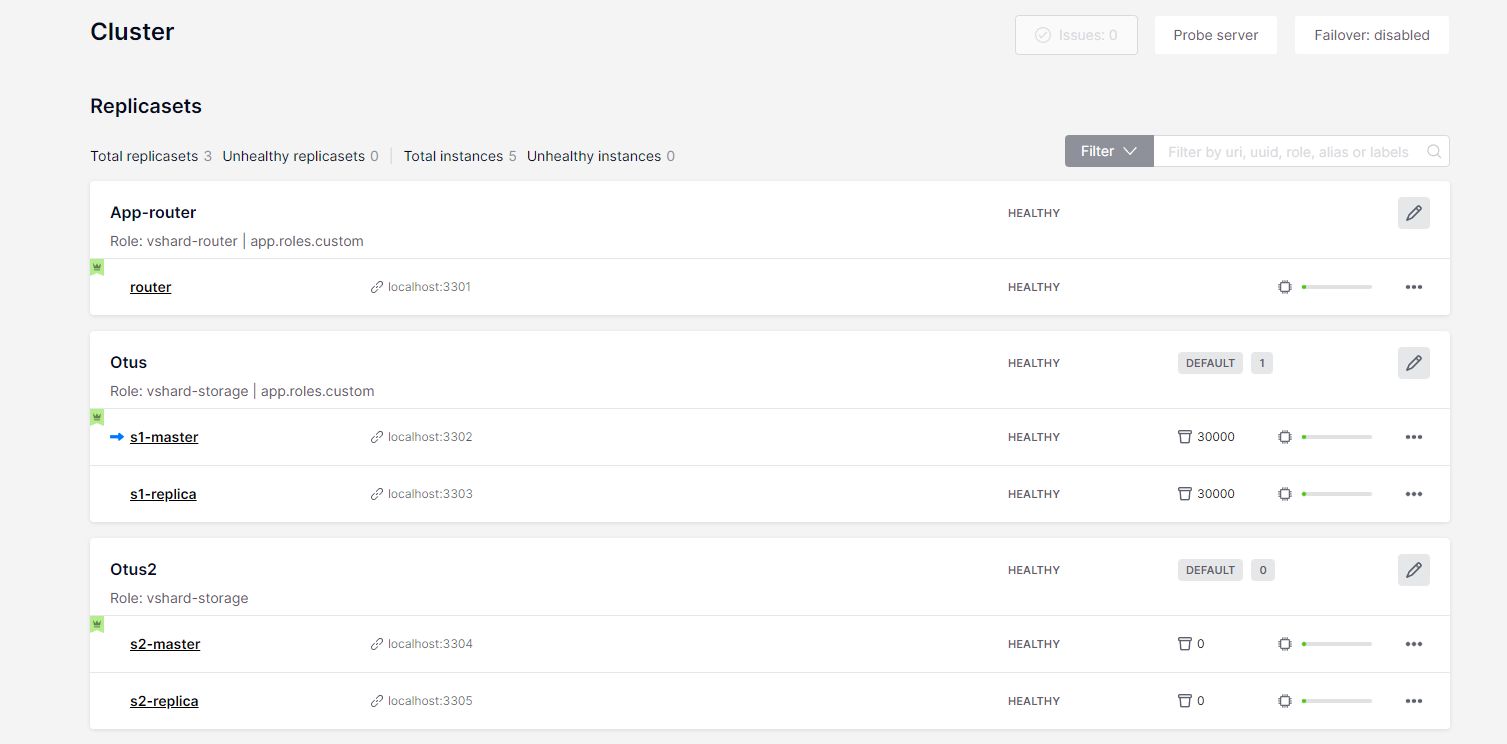 Cluster
Issues: 0
Probe server
Failover: disabled
Replicasets
Total replicasets 3 Unhealthy replicasets 0 Total instances 5 Unhealthy instances 0
Filter
Filter by uri, uuid, role, alias or labels
App-router HEALTHY
Role: vshard-router | app.roles.custom
router localhost:3301 HEALTHY
Otus HEALTHY DEFAULT 1
Role: vshard-storage | app.roles.custom
s1-master localhost:3302 HEALTHY 30000
s1-replica localhost:3303 HEALTHY 30000
Otus2 HEALTHY DEFAULT 0
Role: vshard-storage
s2-master localhost:3304 HEALTHY 0
s2-replica localhost:3305 HEALTHY 0